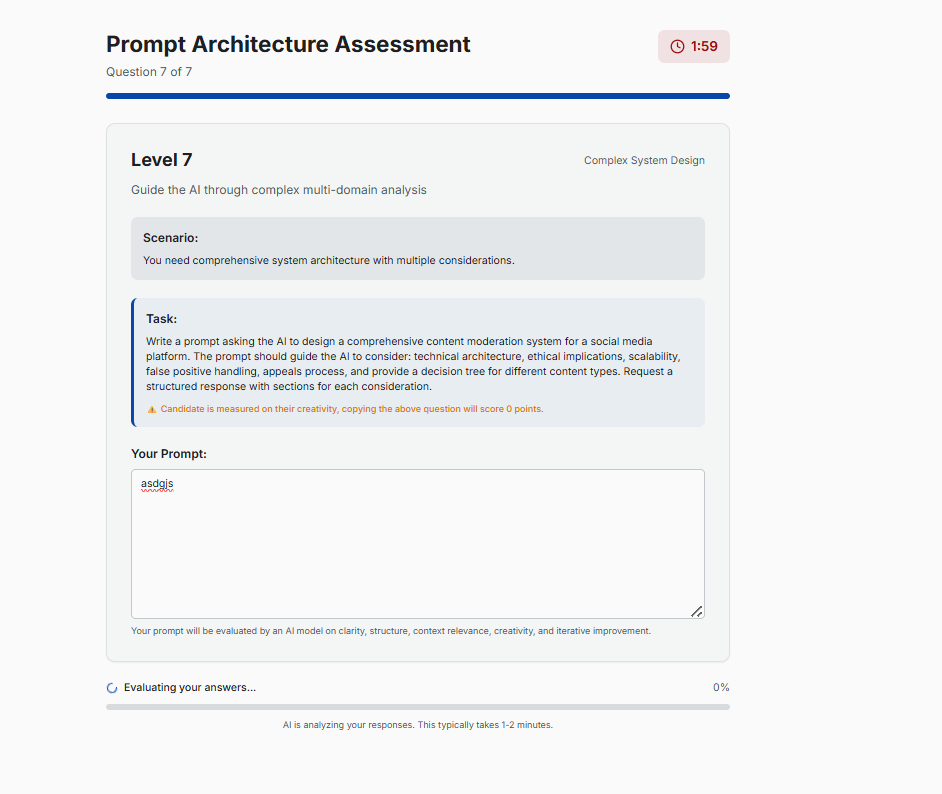 Prompt Architecture Assessment
1:59
Question 7 of 7
Level 7
Complex System Design
Guide the AI through complex multi-domain analysis
Scenario:
You need comprehensive system architecture with multiple considerations.
Task:
Write a prompt asking the AI to design a comprehensive content moderation system for a social media
platform. The prompt should guide the AI to consider: technical architecture, ethical implications, scalability,
false positive handling, appeals process, and provide a decision tree for different content types. Request a
structured response with sections for each consideration.
Candidate is measured on their creativity, copying the above question will score 0 points.
Your Prompt:
asdgjs
Your prompt will be evaluated by an AI model on clarity, structure, context relevance, creativity, and iterative improvement.
Evaluating your answers...
0%
AI is analyzing your responses. This typically takes 1-2 minutes.